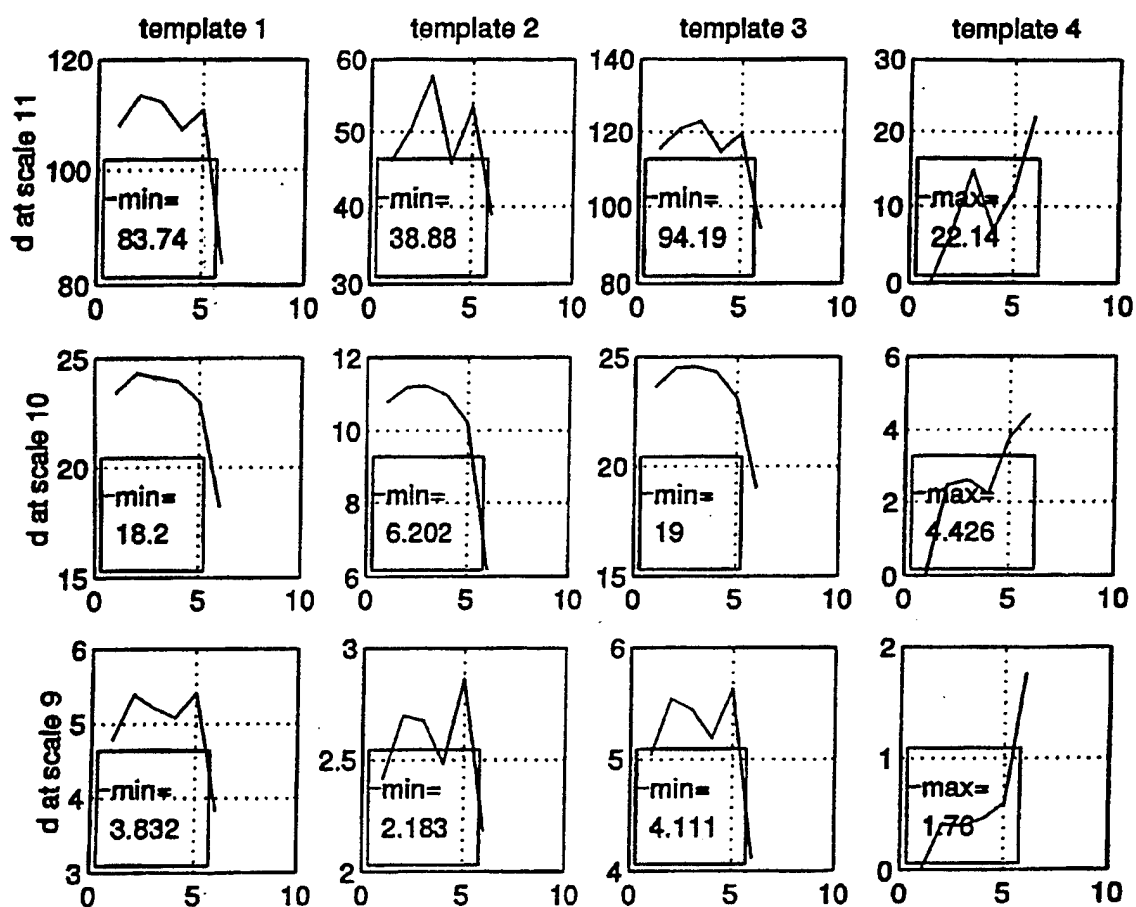 template 1 template 2 template 3 template 4
d at scale 11
120
100
80
min=
83.74
0 5 10
60
50
40
30
min=
38.88
0 5 10
140
120
100
80
min=
94.19
0 5 10
30
20
10
0
max=
22.14
0 5 10
d at scale 10
25
20
15
min=
18.2
0 5 10
12
10
8
6
min=
6.202
0 5 10
25
20
15
min=
19
0 5 10
6
4
2
0
max=
4.426
0 5 10
d at scale 9
6
5
4
3
min=
3.832
0 5 10
3
2.5
2
min=
2.183
0 5 10
6
5
4
min=
4.111
0 5 10
2
1
0
max=
1.76
0 5 10